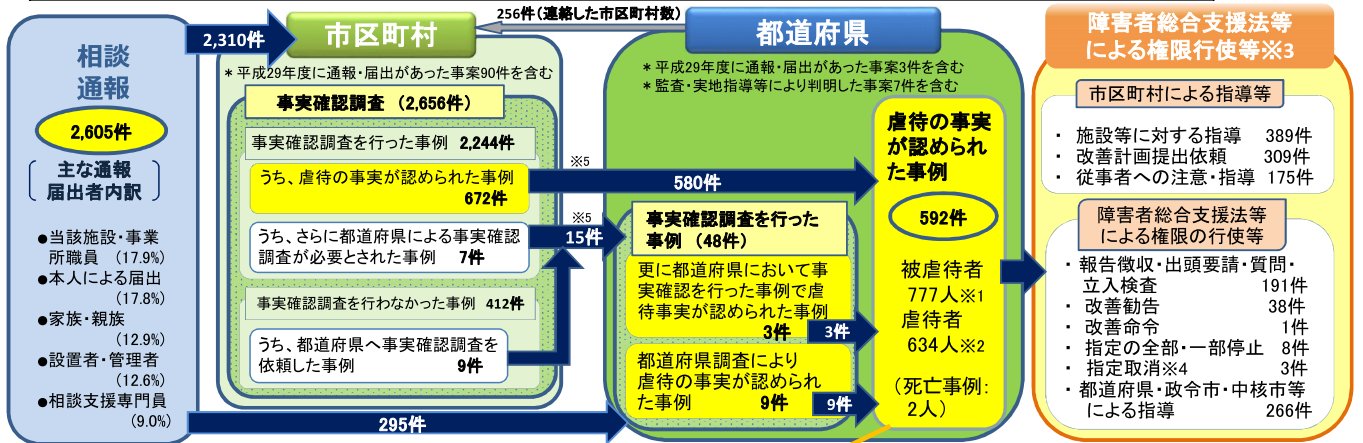 相談
通報
2,605件
主な通報
届出者内訳
●当該施設・事業
所職員 (17.9%)
●本人による届出
(17.8%)
●家族・親族
(12.9%)
●設置者・管理者
(12.6%)
●相談支援専門員
(9.0%)
2,310件
295件
256件(連絡した市区町村数)
市区町村
＊平成29年度に通報・届出があった事案90件を含む
事実確認調査 (2,656件)
事実確認調査を行った事例 2,244件
うち、虐待の事実が認められた事例
672件
うち、さらに都道府県による事実確認
調査が必要とされた事例 7件
事実確認調査を行わなかった事例 412件
うち、都道府県へ事実確認調査を
依頼した事例 9件
※5
580件
※5
15件
都道府県
＊平成29年度に通報・届出があった事案3件を含む
＊監査・実地指導等により判明した事案7件を含む
事実確認調査を行った
事例 (48件)
更に都道府県において事
実確認を行った事例で虐
待事実が認められた事例
3件
3件
都道府県調査により
虐待の事実が認められ
た事例 9件
9件
虐待の事実
が認められ
た事例
592件
被虐待者
777人※1
虐待者
634人※2
(死亡事例:
2人)
障害者総合支援法等
による権限行使等※3
市区町村による指導等
・ 施設等に対する指導 389件
・ 改善計画提出依頼 309件
・ 従事者への注意・指導 175件
障害者総合支援法等
による権限の行使等
・報告徴収・出頭要請・質問・
立入検査 191件
・ 改善勧告 38件
・ 改善命令 1件
・ 指定の全部・一部停止 8件
・ 指定取消※4 3件
・ 都道府県・政令市・中核市等
による指導 266件